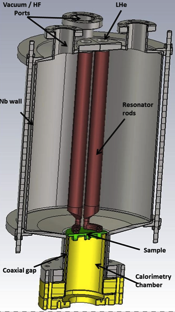 Vacuum / HF
Ports
LHe
Nb wall
Resonator
rods
Sample
Coaxial gap
Calorimetry
Chamber